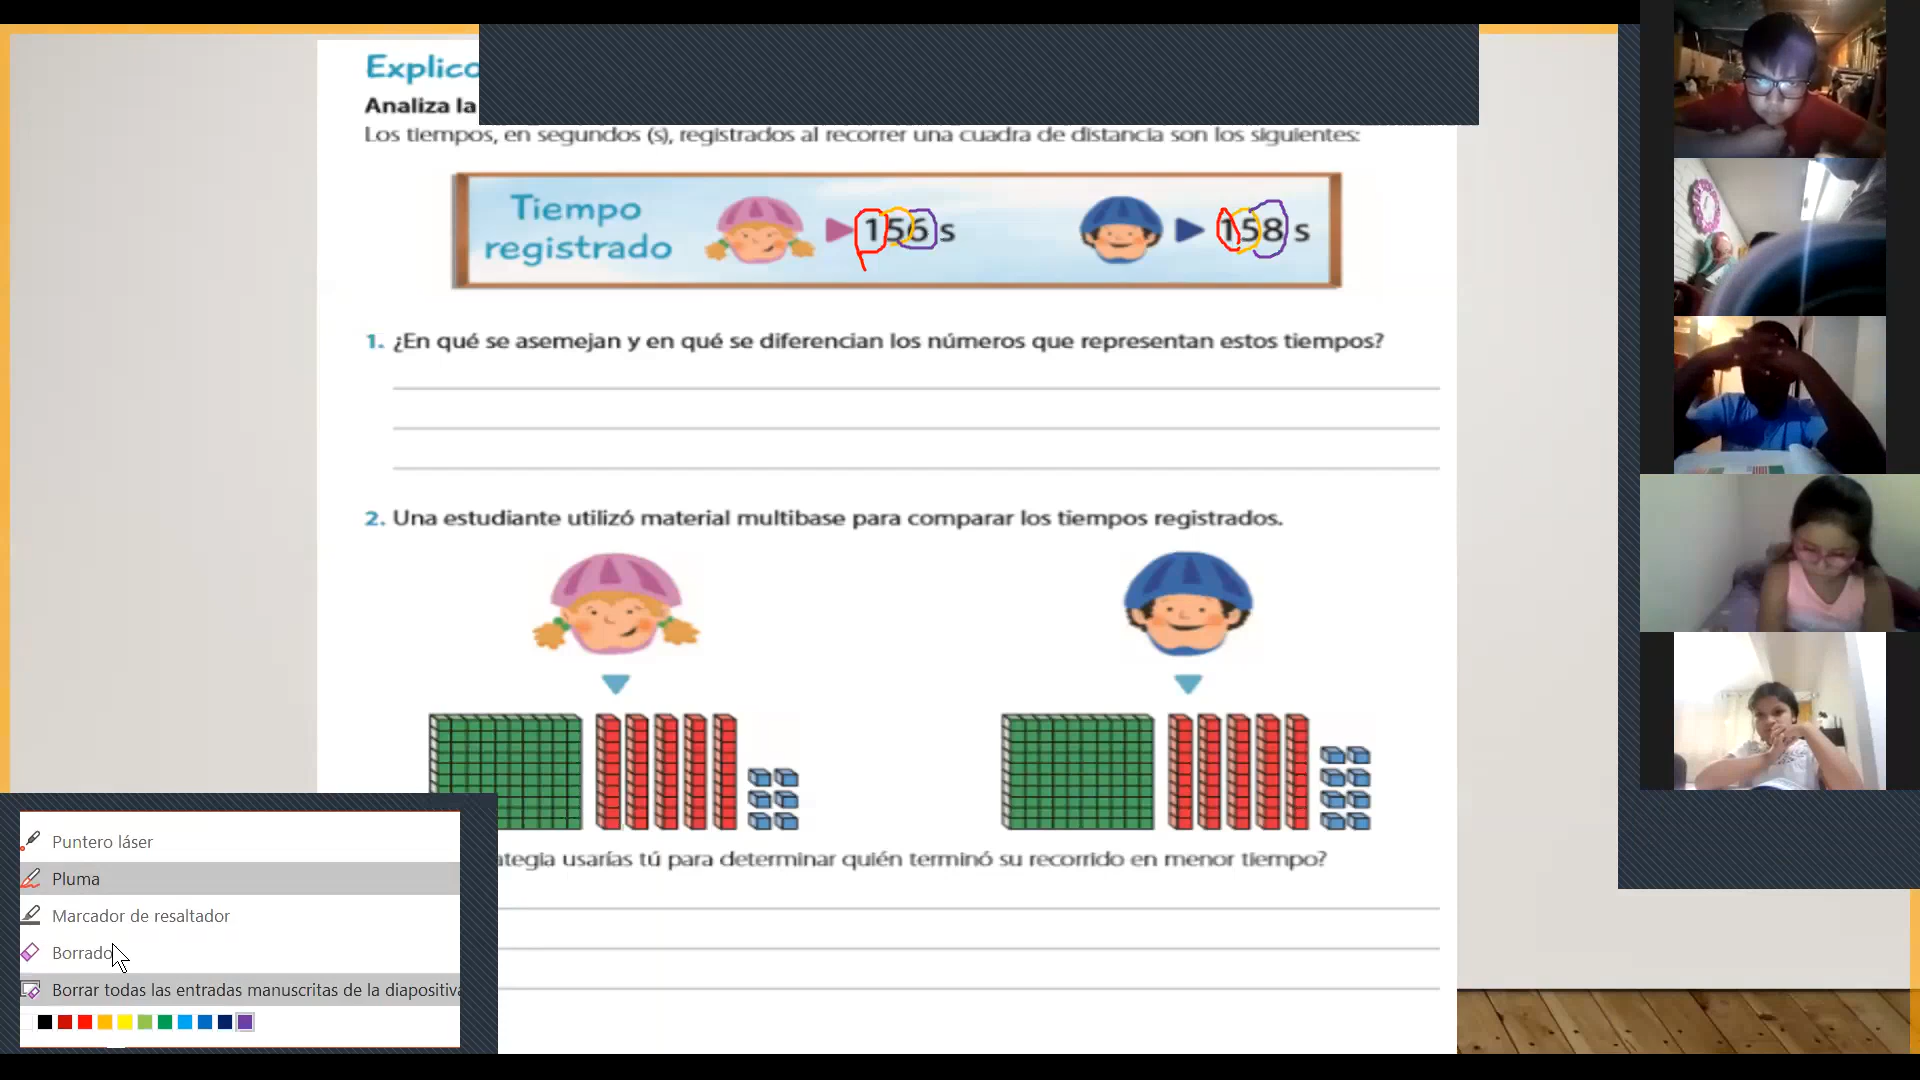 Explico
Analiza la
Los tiempos, en segundos (s), registrados al recorrer una cuadra de distancia son los siguientes:
Tiempo
registrado
156 s
158 s
1. ¿En qué se asemejan y en qué se diferencian los números que representan estos tiempos?
2. Una estudiante utilizó material multibase para comparar los tiempos registrados.
ategia usarías tú para determinar quién terminó su recorrido en menor tiempo?
Puntero láser
Pluma
Marcador de resaltador
Borrado
Borrar todas las entradas manuscritas de la diapositiva